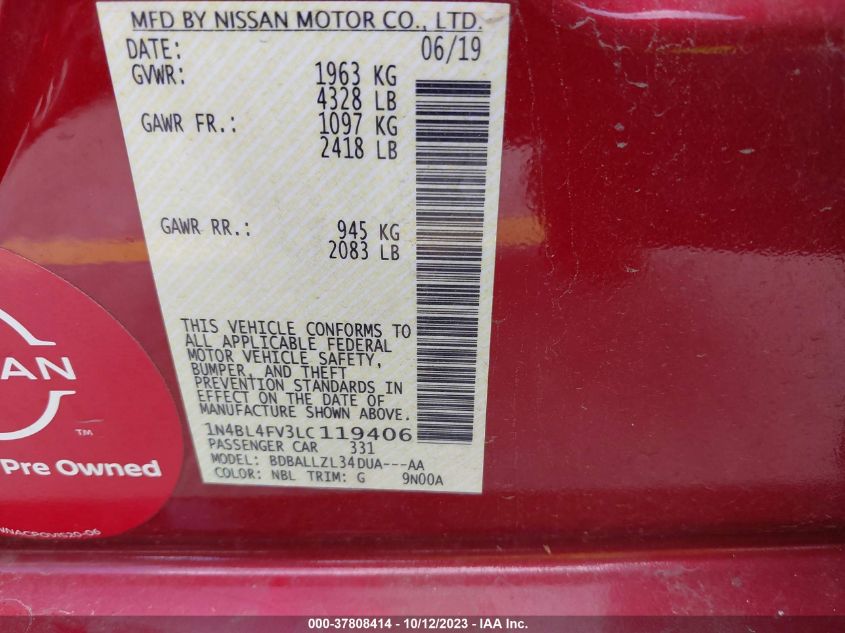 MFD BY NISSAN MOTOR CO., LTD.
DATE: 06/19
GVWR: 1963 KG
4328 LB
GAWR FR.: 1097 KG
2418 LB
GAWR RR.: 945 KG
2083 LB
THIS VEHICLE CONFORMS TO
ALL APPLICABLE FEDERAL
MOTOR VEHICLE SAFETY,
BUMPER, AND THEFT
PREVENTION STANDARDS IN
EFFECT ON THE DATE OF
MANUFACTURE SHOWN ABOVE.
1N4BL4FV3LC119406
PASSENGER CAR 331
MODEL: BDBALLZL34DUA---AA
COLOR: NBL TRIM: G 9N00A
SAN
TM
Pre Owned
WNACPOVIS20-06
000-37808414 - 10/12/2023 - IAA Inc.